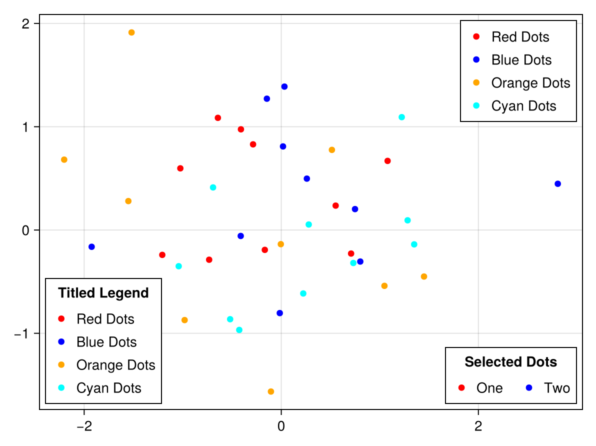 2
1
0
−1
−2
0
2
Red Dots
Blue Dots
Orange Dots
Cyan Dots
Titled Legend
Red Dots
Blue Dots
Orange Dots
Cyan Dots
Selected Dots
One Two